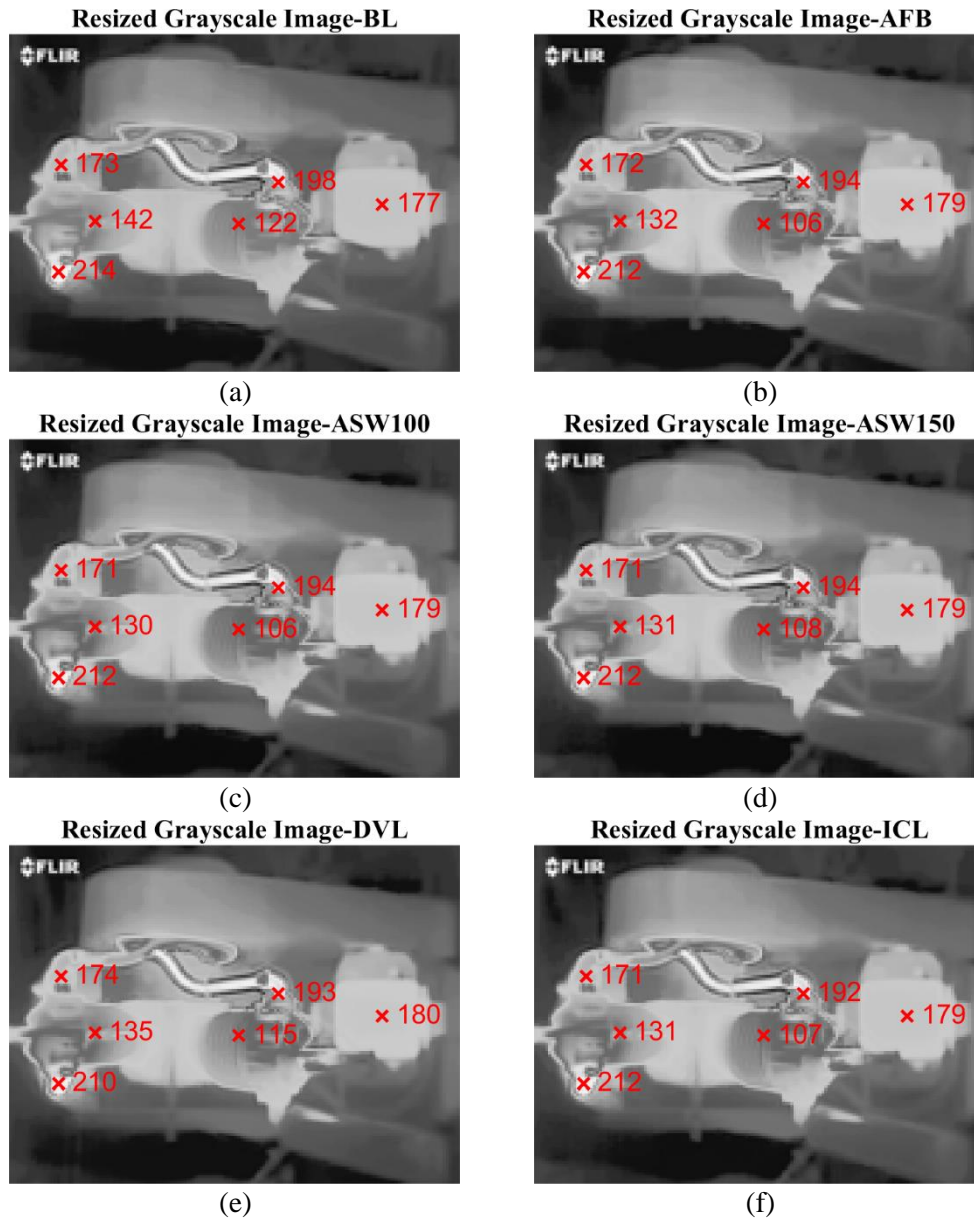 Resized Grayscale Image-BL
FLIR
173
198
177
142
122
214
(a)
Resized Grayscale Image-AFB
FLIR
172
194
179
132
106
212
(b)
Resized Grayscale Image-ASW100
FLIR
171
194
179
130
106
212
(c)
Resized Grayscale Image-ASW150
FLIR
171
194
179
131
108
212
(d)
Resized Grayscale Image-DVL
FLIR
174
193
180
135
115
210
(e)
Resized Grayscale Image-ICL
FLIR
171
192
179
131
107
212
(f)